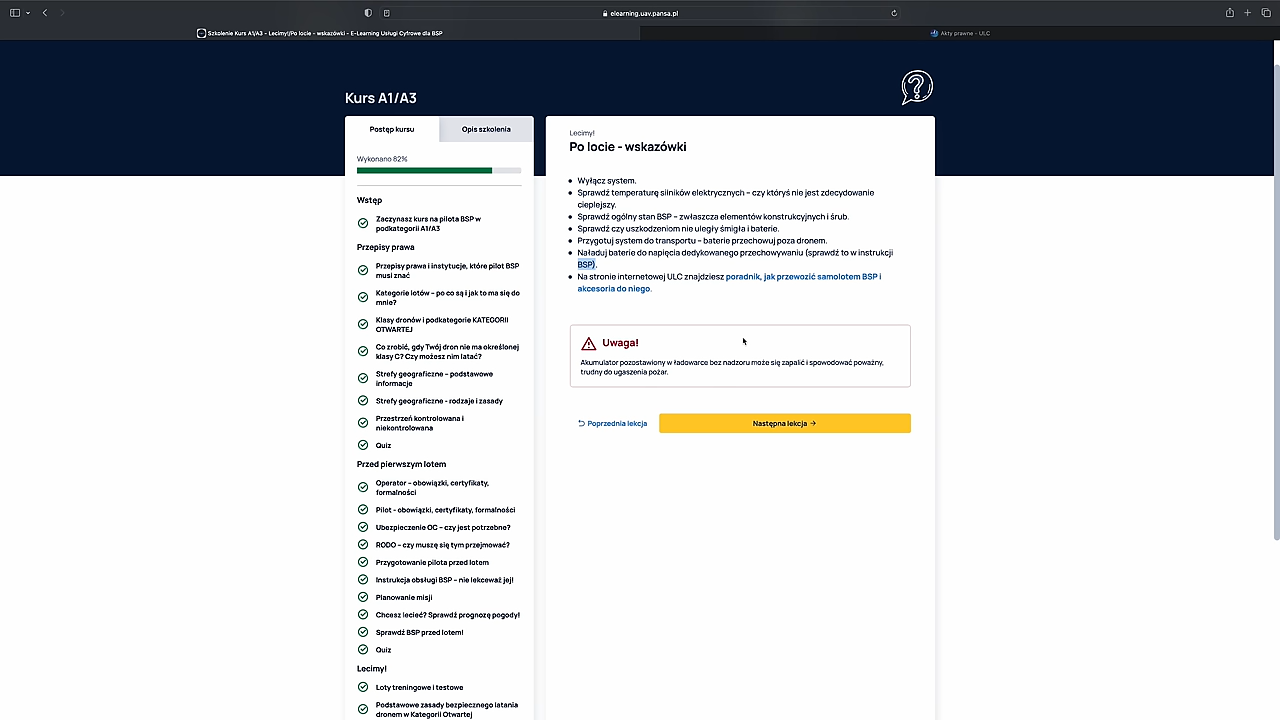 elearning.uav.pansa.pl
Szkolenie Kurs A1/A3 - Lecimy!/Po locie - wskazówki - E-Learning Usługi Cyfrowe dla BSP
Akty prawne - ULC
Kurs A1/A3
Postęp kursu
Opis szkolenia
Wykonano 82%
Wstęp
Zaczynasz kurs na pilota BSP w
podkategorii A1/A3
Przepisy prawa
Przepisy prawa i instytucje, które pilot BSP
musi znać
Kategorie lotów – po co są i jak to ma się do
mnie?
Klasy dronów i podkategorie KATEGORII
OTWARTEJ
Co zrobić, gdy Twój dron nie ma określonej
klasy C? Czy możesz nim latać?
Strefy geograficzne – podstawowe
informacje
Strefy geograficzne - rodzaje i zasady
Przestrzeń kontrolowana i
niekontrolowana
Quiz
Przed pierwszym lotem
Operator – obowiązki, certyfikaty,
formalności
Pilot - obowiązki, certyfikaty, formalności
Ubezpieczenie OC – czy jest potrzebne?
RODO – czy muszę się tym przejmować?
Przygotowanie pilota przed lotem
Instrukcja obsługi BSP – nie lekceważ jej!
Planowanie misji
Chcesz lecieć? Sprawdź prognozę pogody!
Sprawdź BSP przed lotem!
Quiz
Lecimy!
Loty treningowe i testowe
Podstawowe zasady bezpiecznego latania
dronem w Kategorii Otwartej
Lecimy!
Po locie - wskazówki
Wyłącz system.
Sprawdź temperaturę silników elektrycznych – czy któryś nie jest zdecydowanie
cieplejszy.
Sprawdź ogólny stan BSP – zwłaszcza elementów konstrukcyjnych i śrub.
Sprawdź czy uszkodzeniom nie uległy śmigła i baterie.
Przygotuj system do transportu – baterie przechowuj poza dronem.
Naładuj baterie do napięcia dedykowanego przechowywaniu (sprawdź to w instrukcji
BSP).
Na stronie internetowej ULC znajdziesz poradnik, jak przewozić samolotem BSP i
akcesoria do niego.
Uwaga!
Akumulator pozostawiony w ładowarce bez nadzoru może się zapalić i spowodować poważny,
trudny do ugaszenia pożar.
Poprzednia lekcja
Następna lekcja →